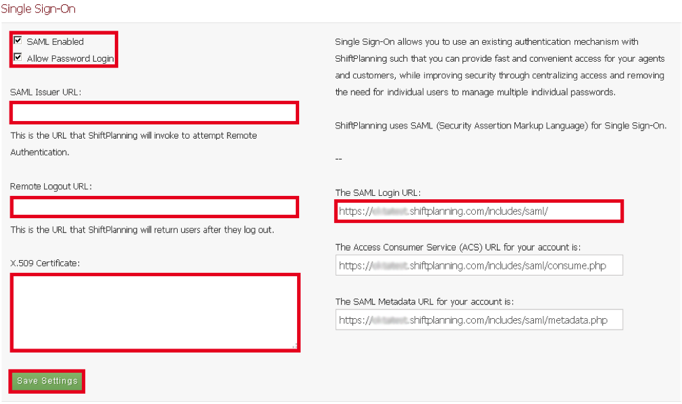 Single Sign-On
SAML Enabled
Allow Password Login
SAML Issuer URL:
This is the URL that ShiftPlanning will invoke to attempt Remote
Authentication.
Remote Logout URL:
This is the URL that ShiftPlanning will return users after they log out.
X.509 Certificate:
Save Settings
Single Sign-On allows you to use an existing authentication mechanism with
ShiftPlanning such that you can provide fast and convenient access for your agents
and customers, while improving security through centralizing access and removing
the need for individual users to manage multiple individual passwords.
ShiftPlanning uses SAML (Security Assertion Markup Language) for Single Sign-On.
--
The SAML Login URL:
https:// .shiftplanning.com/includes/saml/
The Access Consumer Service (ACS) URL for your account is:
https:// .shiftplanning.com/includes/saml/consume.php
The SAML Metadata URL for your account is:
https:// .shiftplanning.com/includes/saml/metadata.php